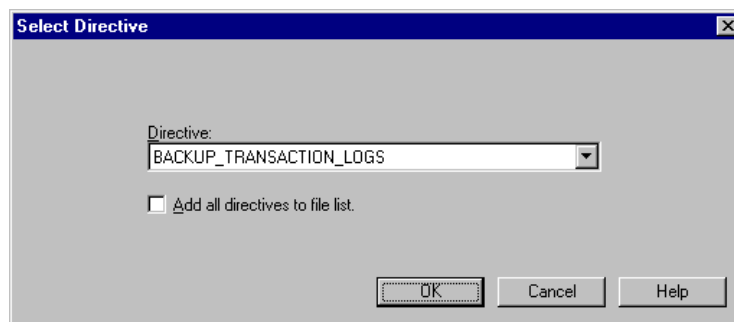 Select Directive
Directive:
BACKUP_TRANSACTION_LOGS
Add all directives to file list.
OK
Cancel
Help